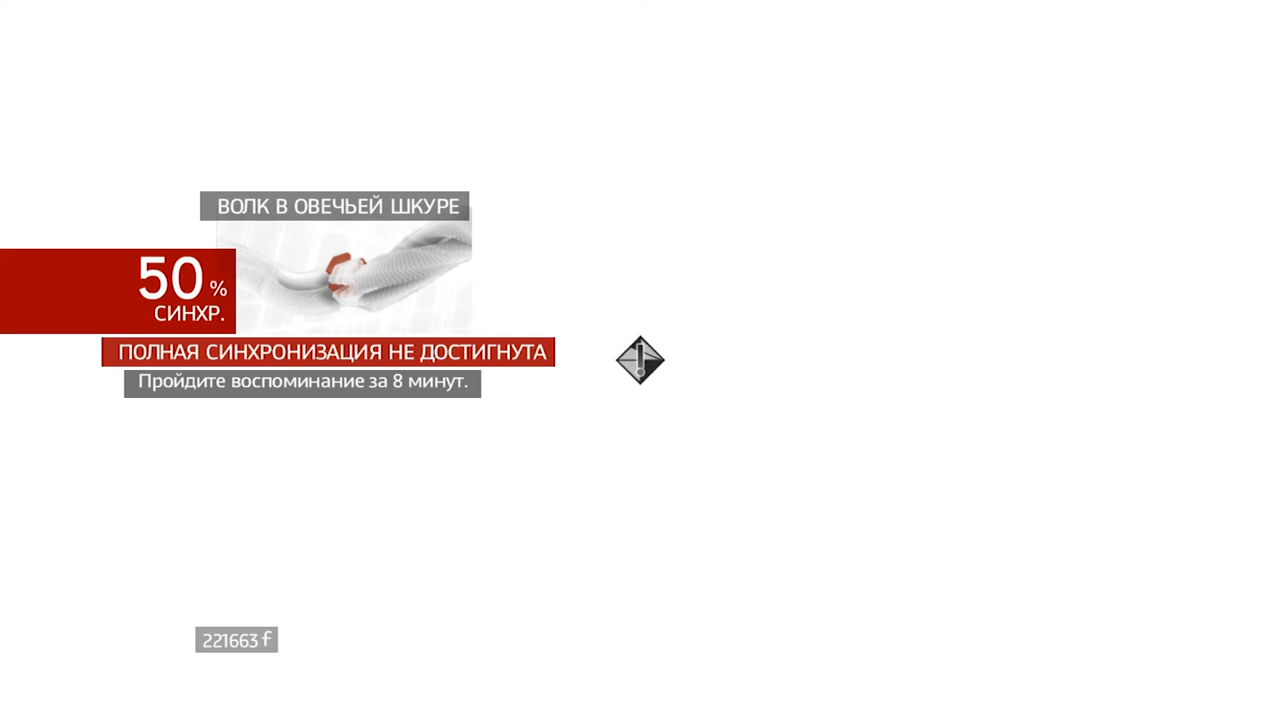 ВОЛК В ОВЕЧЬЕЙ ШКУРЕ
50 %
СИНХР.
ПОЛНАЯ СИНХРОНИЗАЦИЯ НЕ ДОСТИГНУТА
Пройдите воспоминание за 8 минут.
221663 f